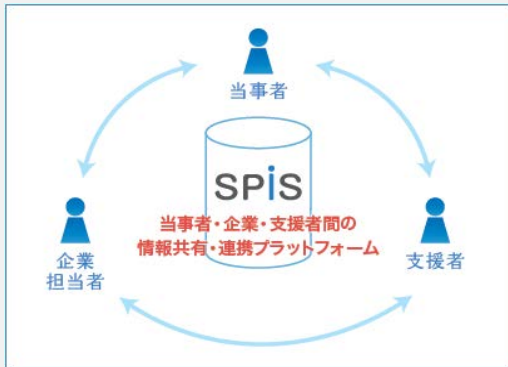 当事者
SPiS
当事者・企業・支援者間の
情報共有・連携プラットフォーム
企業
担当者
支援者